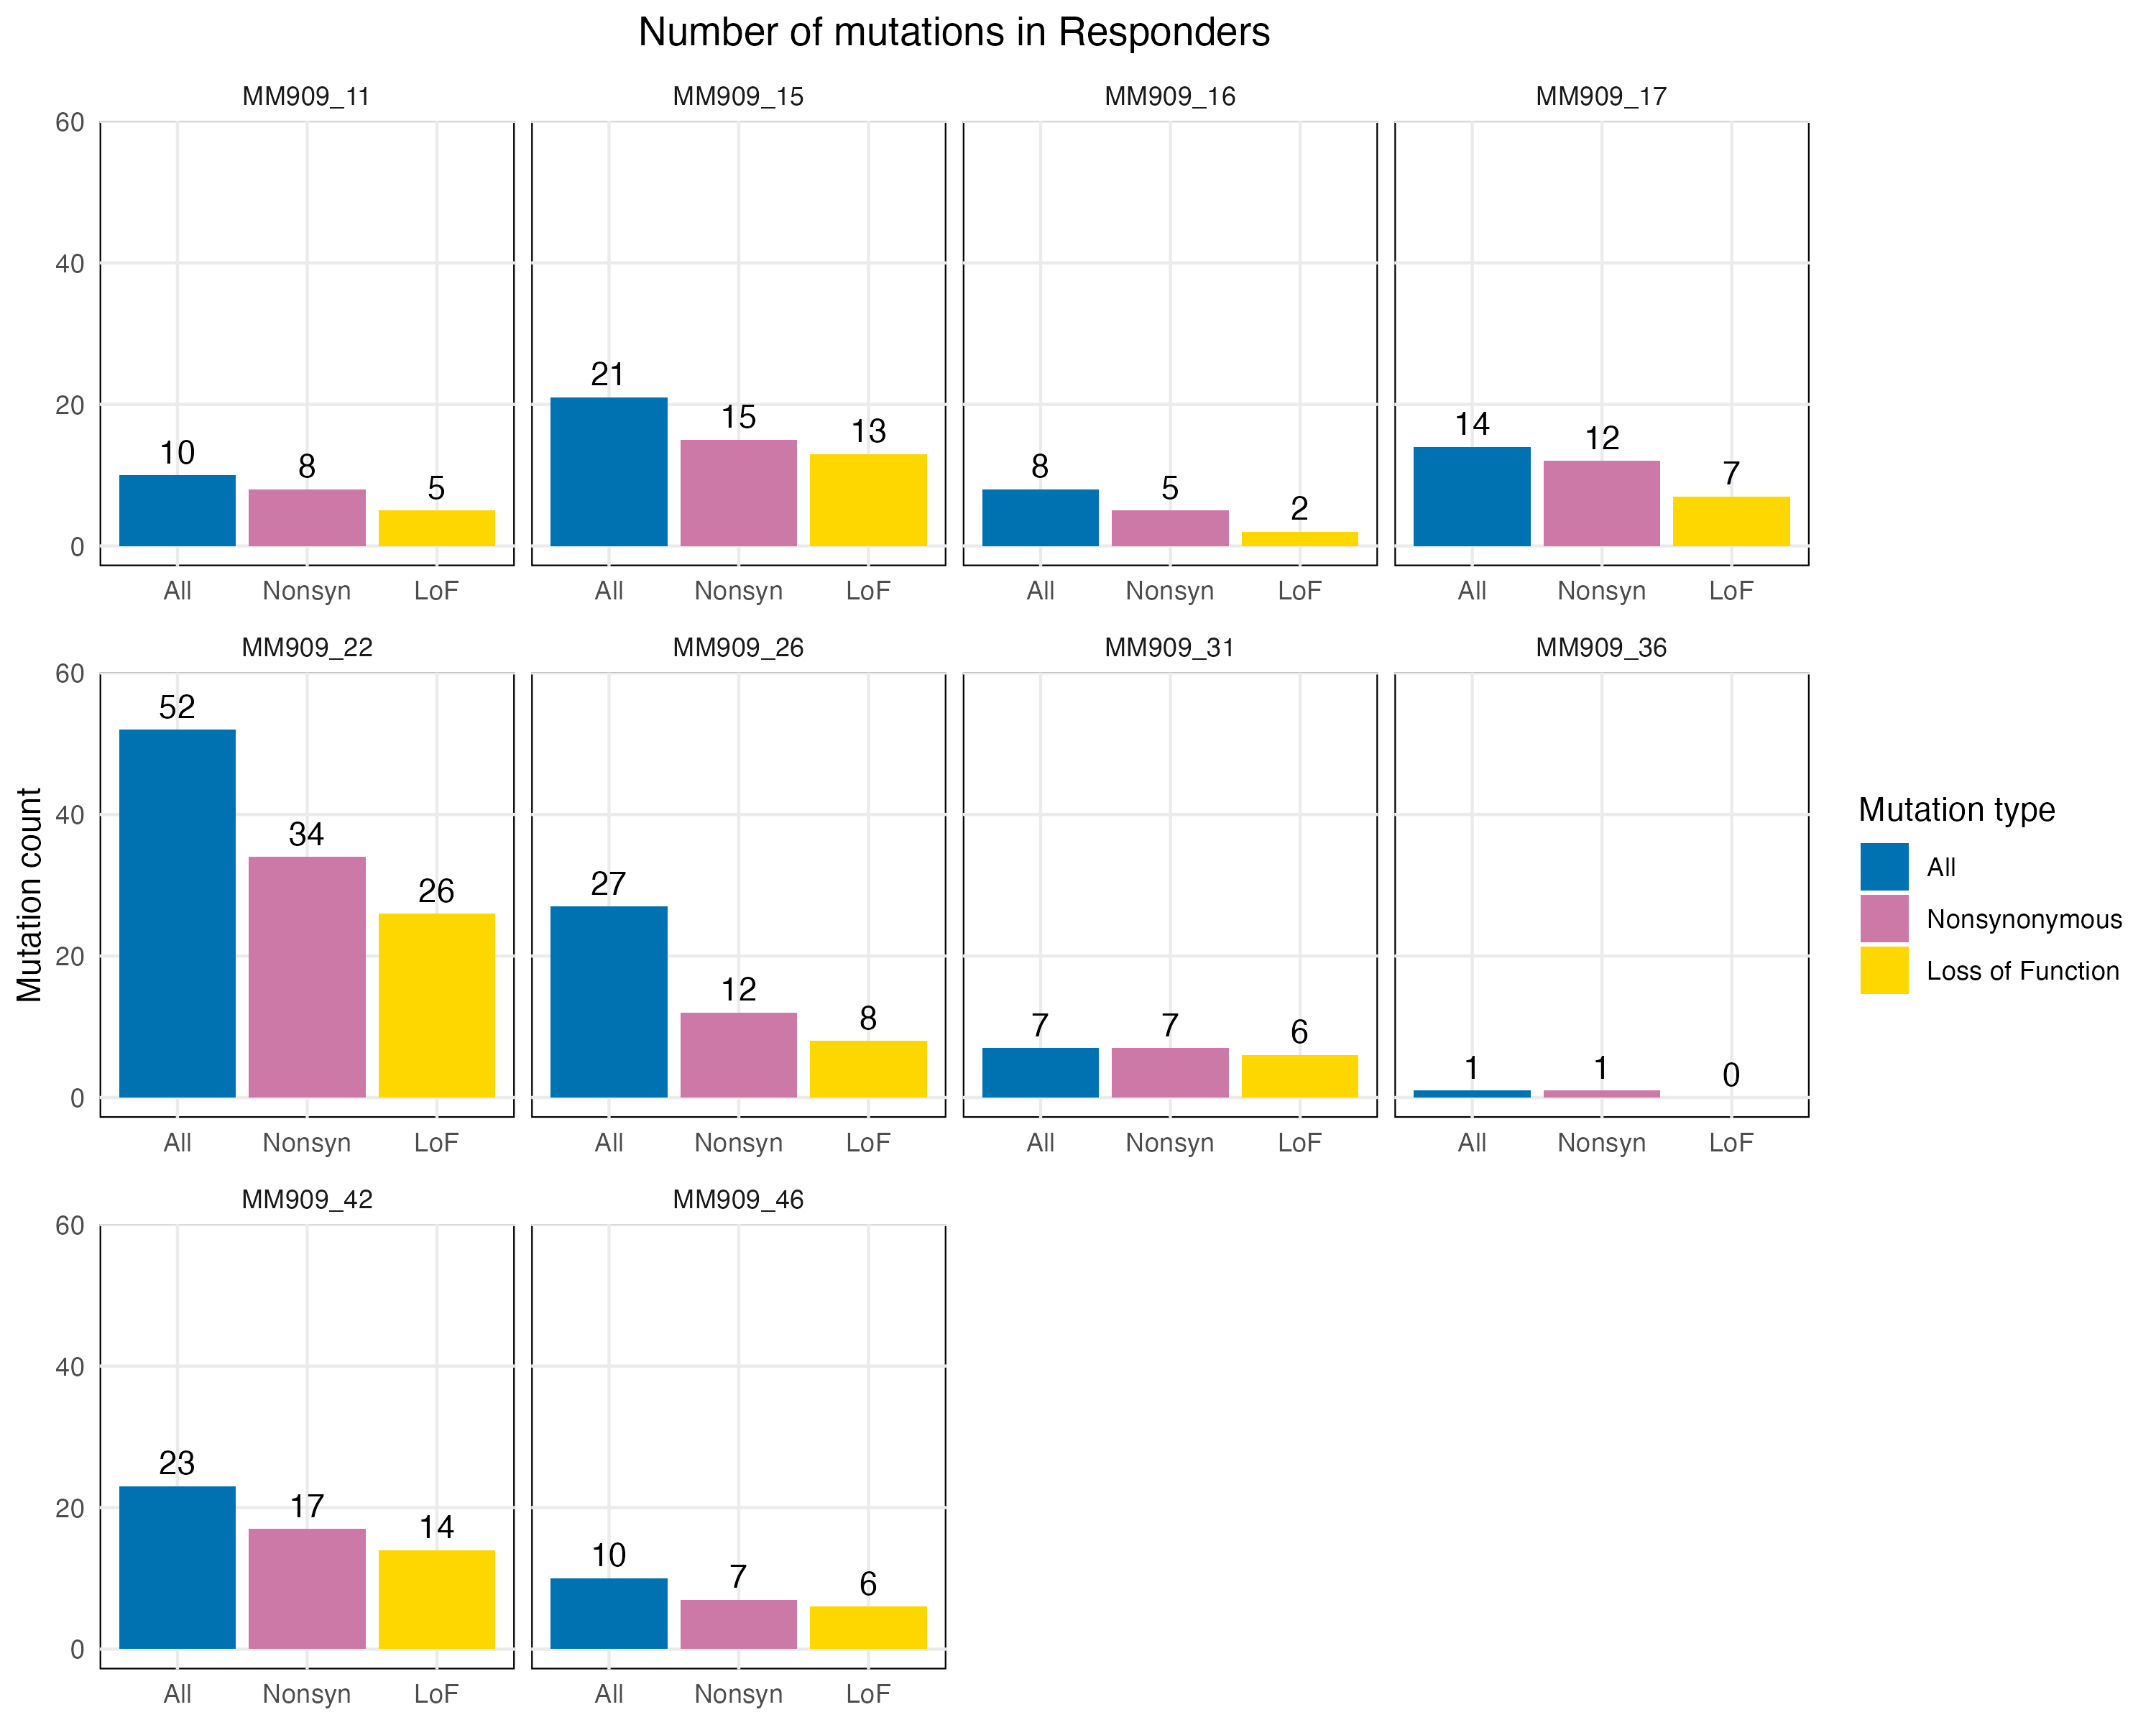 Number of mutations in Responders
MM909_11 MM909_15 MM909_16 MM909_17
60
40
20
0
10 8 5
21 15 13
8 5 2
14 12 7
All Nonsyn LoF All Nonsyn LoF All Nonsyn LoF All Nonsyn LoF
MM909_22 MM909_26 MM909_31 MM909_36
60
40
20
0
52 34 26
27 12 8
7 7 6
1 1 0
All Nonsyn LoF All Nonsyn LoF All Nonsyn LoF All Nonsyn LoF
MM909_42 MM909_46
60
40
20
0
23 17 14
10 7 6
All Nonsyn LoF All Nonsyn LoF
Mutation count
Mutation type
All
Nonsynonymous
Loss of Function